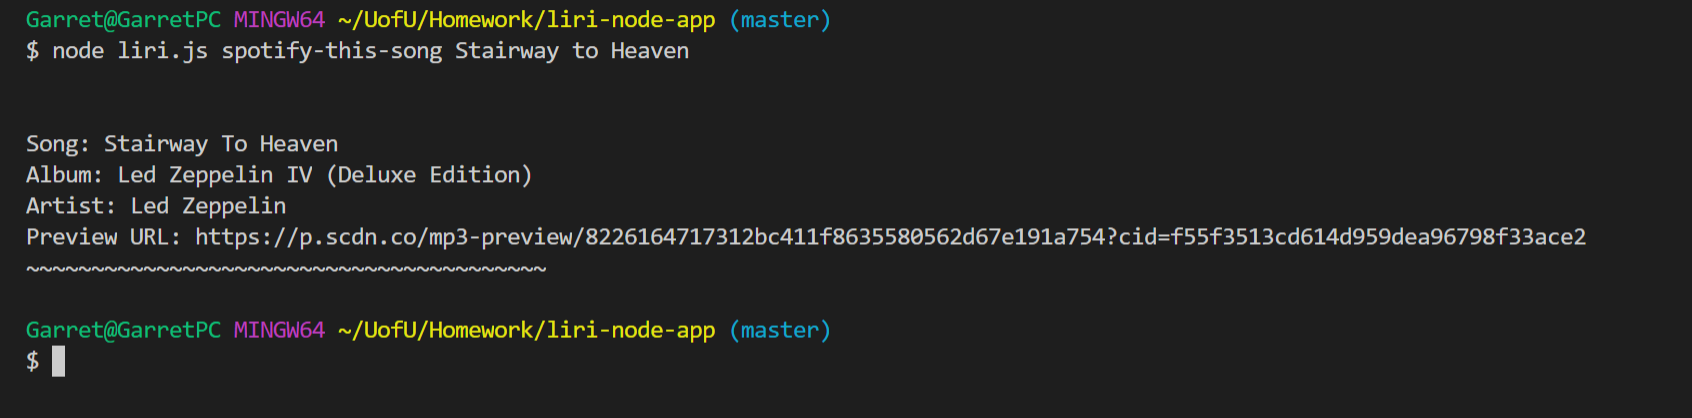 Garret@GarretPC MINGW64 ~/UofU/Homework/liri-node-app (master)
$ node liri.js spotify-this-song Stairway to Heaven
Song: Stairway To Heaven
Album: Led Zeppelin IV (Deluxe Edition)
Artist: Led Zeppelin
Preview URL: https://p.scdn.co/mp3-preview/8226164717312bc411f8635580562d67e191a754?cid=f55f3513cd614d959dea96798f33ace2
~~~~~~~~~~~~~~~~~~~~~~~~~~~~~~~~~~~~~~~~
Garret@GarretPC MINGW64 ~/UofU/Homework/liri-node-app (master)
$